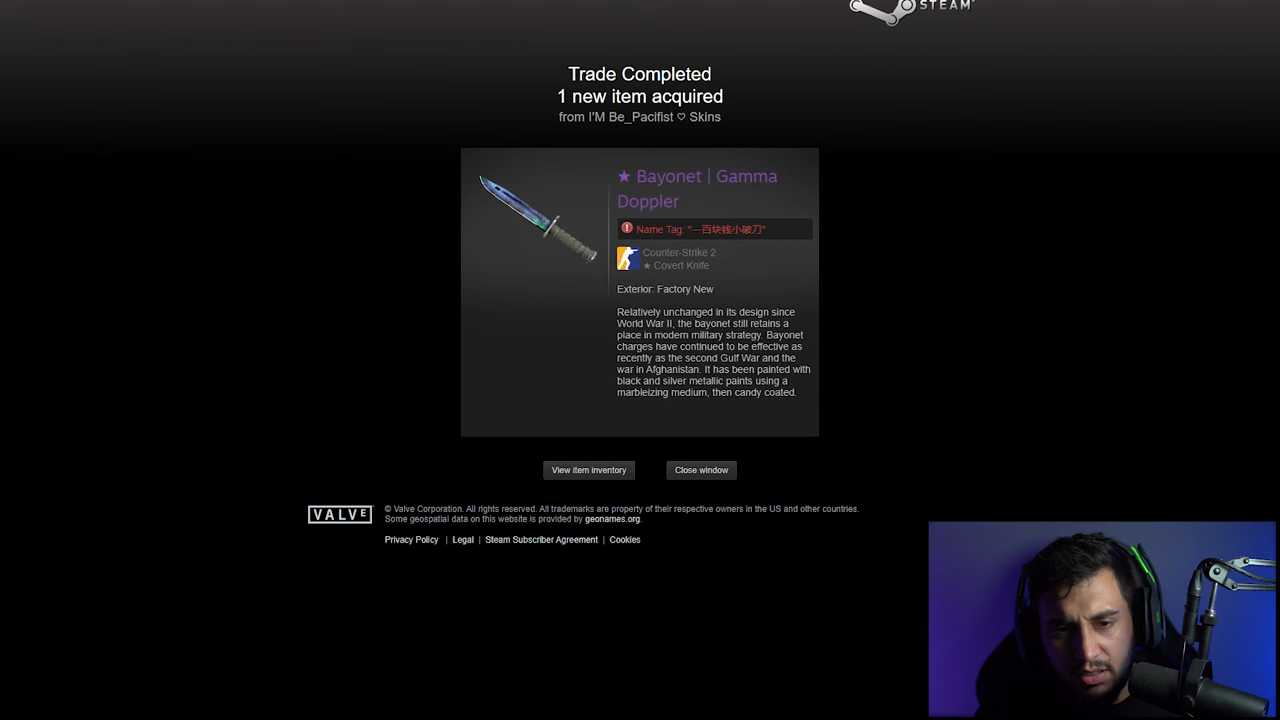 STEAM
Trade Completed
1 new item acquired
from I'M Be_Pacifist ♡ Skins
★ Bayonet | Gamma
Doppler
Name Tag: "一百块钱小破刀"
Counter-Strike 2
★ Covert Knife
Exterior: Factory New
Relatively unchanged in its design since
World War II, the bayonet still retains a
place in modern military strategy. Bayonet
charges have continued to be effective as
recently as the second Gulf War and the
war in Afghanistan. It has been painted with
black and silver metallic paints using a
marbleizing medium, then candy coated.
View item inventory
Close window
VALVE
© Valve Corporation. All rights reserved. All trademarks are property of their respective owners in the US and other countries.
Some geospatial data on this website is provided by geonames.org.
Privacy Policy | Legal | Steam Subscriber Agreement | Cookies